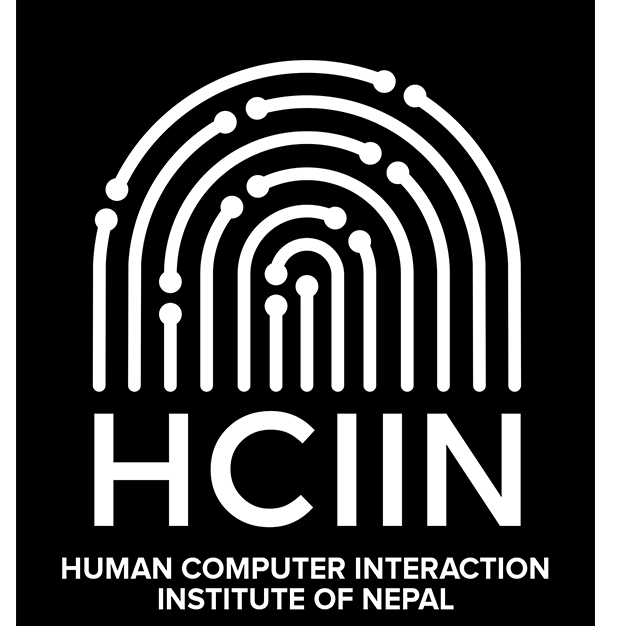 HCIIN
HUMAN COMPUTER INTERACTION
INSTITUTE OF NEPAL